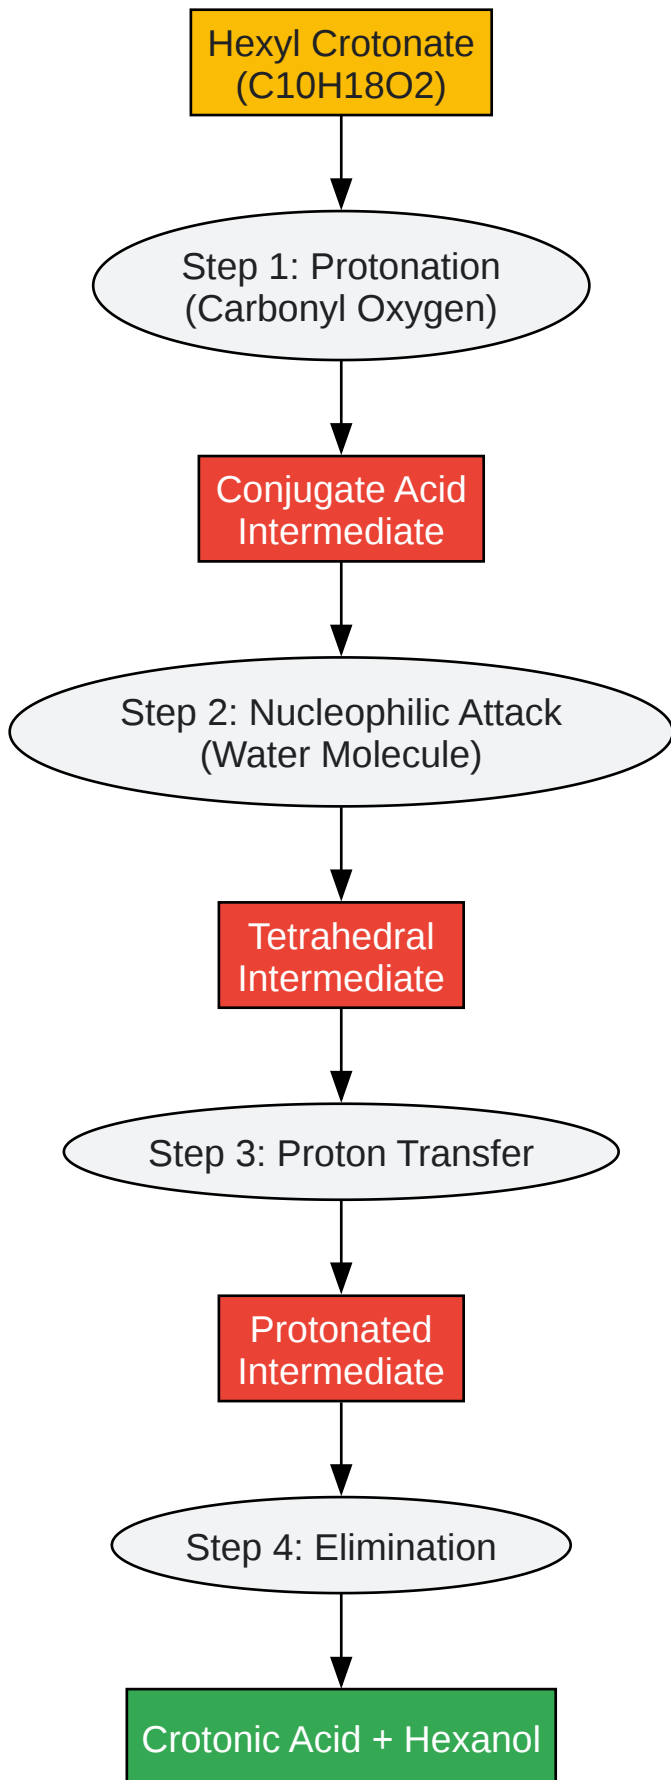 Hexyl Crotonate
(C10H18O2)
Step 1: Protonation
(Carbonyl Oxygen)
Conjugate Acid
Intermediate
Step 2: Nucleophilic Attack
(Water Molecule)
Tetrahedral
Intermediate
Step 3: Proton Transfer
Protonated
Intermediate
Step 4: Elimination
Crotonic Acid + Hexanol